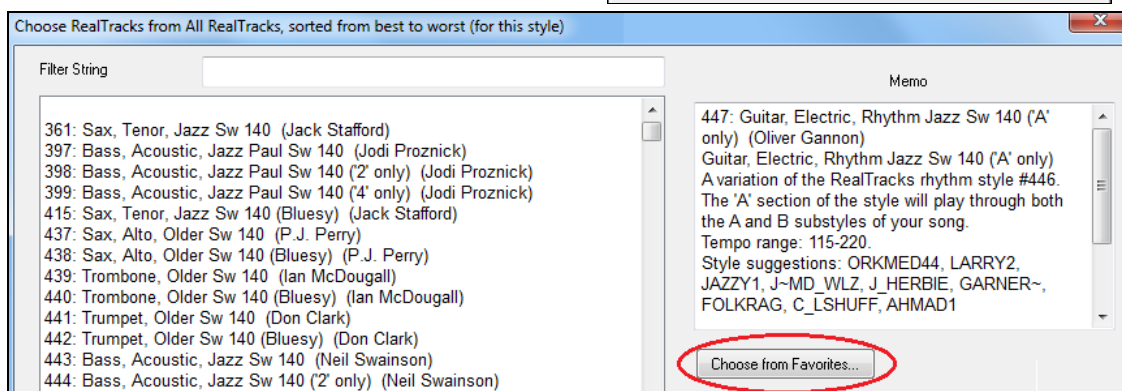 Choose RealTracks from All RealTracks, sorted from best to worst (for this style)
Filter String
361: Sax, Tenor, Jazz Sw 140 (Jack Stafford)
397: Bass, Acoustic, Jazz Paul Sw 140 (Jodi Proznick)
398: Bass, Acoustic, Jazz Paul Sw 140 ('2' only) (Jodi Proznick)
399: Bass, Acoustic, Jazz Paul Sw 140 ('4' only) (Jodi Proznick)
415: Sax, Tenor, Jazz Sw 140 (Bluesy) (Jack Stafford)
437: Sax, Alto, Older Sw 140 (P.J. Perry)
438: Sax, Alto, Older Sw 140 (Bluesy) (P.J. Perry)
439: Trombone, Older Sw 140 (Ian McDougall)
440: Trombone, Older Sw 140 (Bluesy) (Ian McDougall)
441: Trumpet, Older Sw 140 (Don Clark)
442: Trumpet, Older Sw 140 (Bluesy) (Don Clark)
443: Bass, Acoustic, Jazz Sw 140 (Neil Swainson)
444: Bass, Acoustic, Jazz Sw 140 ('2' only) (Neil Swainson)
Memo
447: Guitar, Electric, Rhythm Jazz Sw 140 ('A'
only) (Oliver Gannon)
Guitar, Electric, Rhythm Jazz Sw 140 ('A' only)
A variation of the RealTracks rhythm style #446.
The 'A' section of the style will play through both
the A and B substyles of your song.
Tempo range: 115-220.
Style suggestions: ORKMED44, LARRY2,
JAZZY1, J~MD_WLZ, J_HERBIE, GARNER~,
FOLKRAG, C_LSHUFF, AHMAD1
Choose from Favorites...